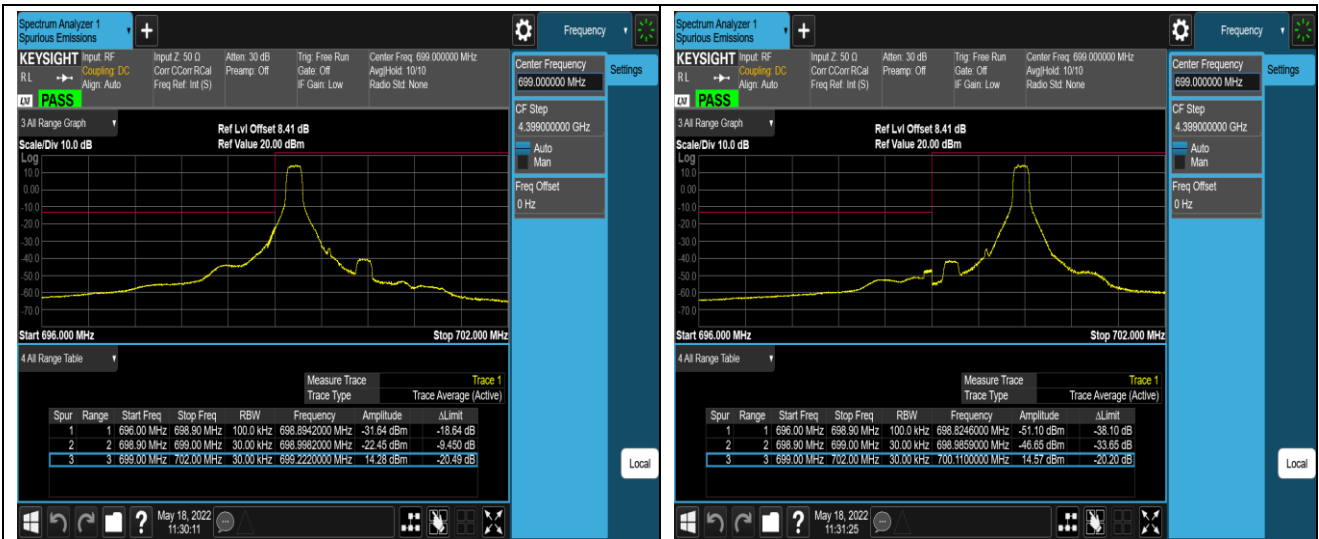 Spectrum Analyzer 1
Spurious Emissions
+
Frequency
KEYSIGHT
Input: RF
Input Z: 50 Ω
Atten: 30 dB
Trig: Free Run
Center Freq: 699.000000 MHz
RL
Coupling: DC
Corr CCorr RCal
Preamp: Off
Gate: Off
Avg|Hold: 10/10
Align: Auto
Freq Ref: Int (S)
IF Gain: Low
Radio Std: None
LXI
PASS
Center Frequency
699.000000 MHz
Settings
CF Step
4.399000000 GHz
Auto
Man
Freq Offset
0 Hz
3 All Range Graph
Ref Lvl Offset 8.41 dB
Scale/Div 10.0 dB
Ref Value 20.00 dBm
Log
10.0
0.00
-10.0
-20.0
-30.0
-40.0
-50.0
-60.0
-70.0
Start 696.000 MHz
Stop 702.000 MHz
4 All Range Table
Measure Trace Trace 1
Trace Type Trace Average (Active)
Spur Range Start Freq Stop Freq RBW Frequency Amplitude ΔLimit
1 1 696.00 MHz 698.90 MHz 100.0 kHz 698.8942000 MHz -31.64 dBm -18.64 dB
2 2 698.90 MHz 699.00 MHz 30.00 kHz 698.9982000 MHz -22.45 dBm -9.450 dB
3 3 699.00 MHz 702.00 MHz 30.00 kHz 699.2220000 MHz 14.28 dBm -20.49 dB
Local
?
May 18, 2022
11:30:11
Spectrum Analyzer 1
Spurious Emissions
+
Frequency
KEYSIGHT
Input: RF
Input Z: 50 Ω
Atten: 30 dB
Trig: Free Run
Center Freq: 699.000000 MHz
RL
Coupling: DC
Corr CCorr RCal
Preamp: Off
Gate: Off
Avg|Hold: 10/10
Align: Auto
Freq Ref: Int (S)
IF Gain: Low
Radio Std: None
LXI
PASS
Center Frequency
699.000000 MHz
Settings
CF Step
4.399000000 GHz
Auto
Man
Freq Offset
0 Hz
3 All Range Graph
Ref Lvl Offset 8.41 dB
Scale/Div 10.0 dB
Ref Value 20.00 dBm
Log
10.0
0.00
-10.0
-20.0
-30.0
-40.0
-50.0
-60.0
-70.0
Start 696.000 MHz
Stop 702.000 MHz
4 All Range Table
Measure Trace Trace 1
Trace Type Trace Average (Active)
Spur Range Start Freq Stop Freq RBW Frequency Amplitude ΔLimit
1 1 696.00 MHz 698.90 MHz 100.0 kHz 698.8246000 MHz -51.10 dBm -38.10 dB
2 2 698.90 MHz 699.00 MHz 30.00 kHz 698.9859000 MHz -46.65 dBm -33.65 dB
3 3 699.00 MHz 702.00 MHz 30.00 kHz 700.1100000 MHz 14.57 dBm -20.20 dB
Local
?
May 18, 2022
11:31:25